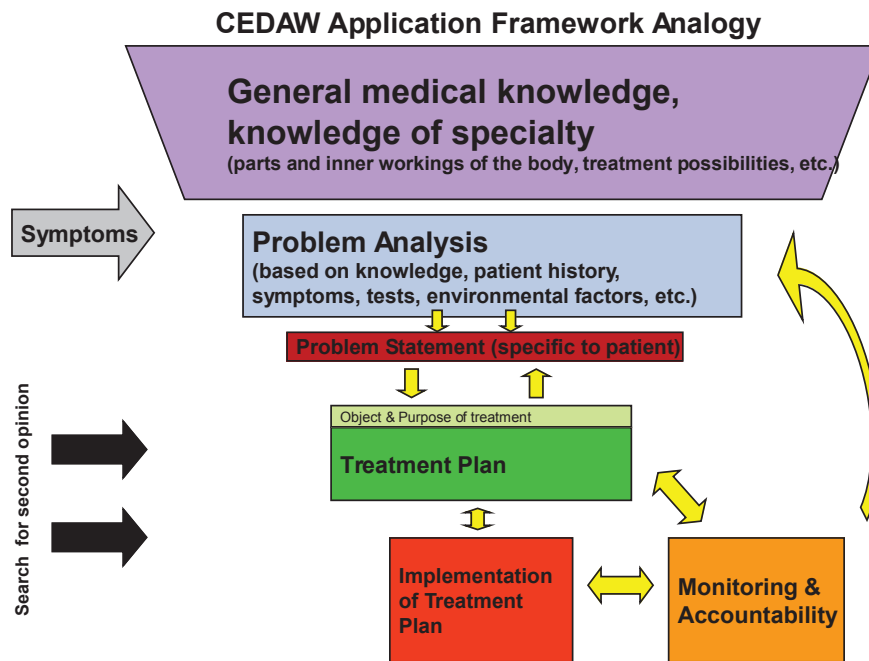 CEDAW Application Framework Analogy
General medical knowledge,
knowledge of specialty
(parts and inner workings of the body, treatment possibilities, etc.)
Symptoms
Problem Analysis
(based on knowledge, patient history,
symptoms, tests, environmental factors, etc.)
Problem Statement (specific to patient)
Object & Purpose of treatment
Treatment Plan
Search for second opinion
Implementation
of Treatment
Plan
Monitoring &
Accountability